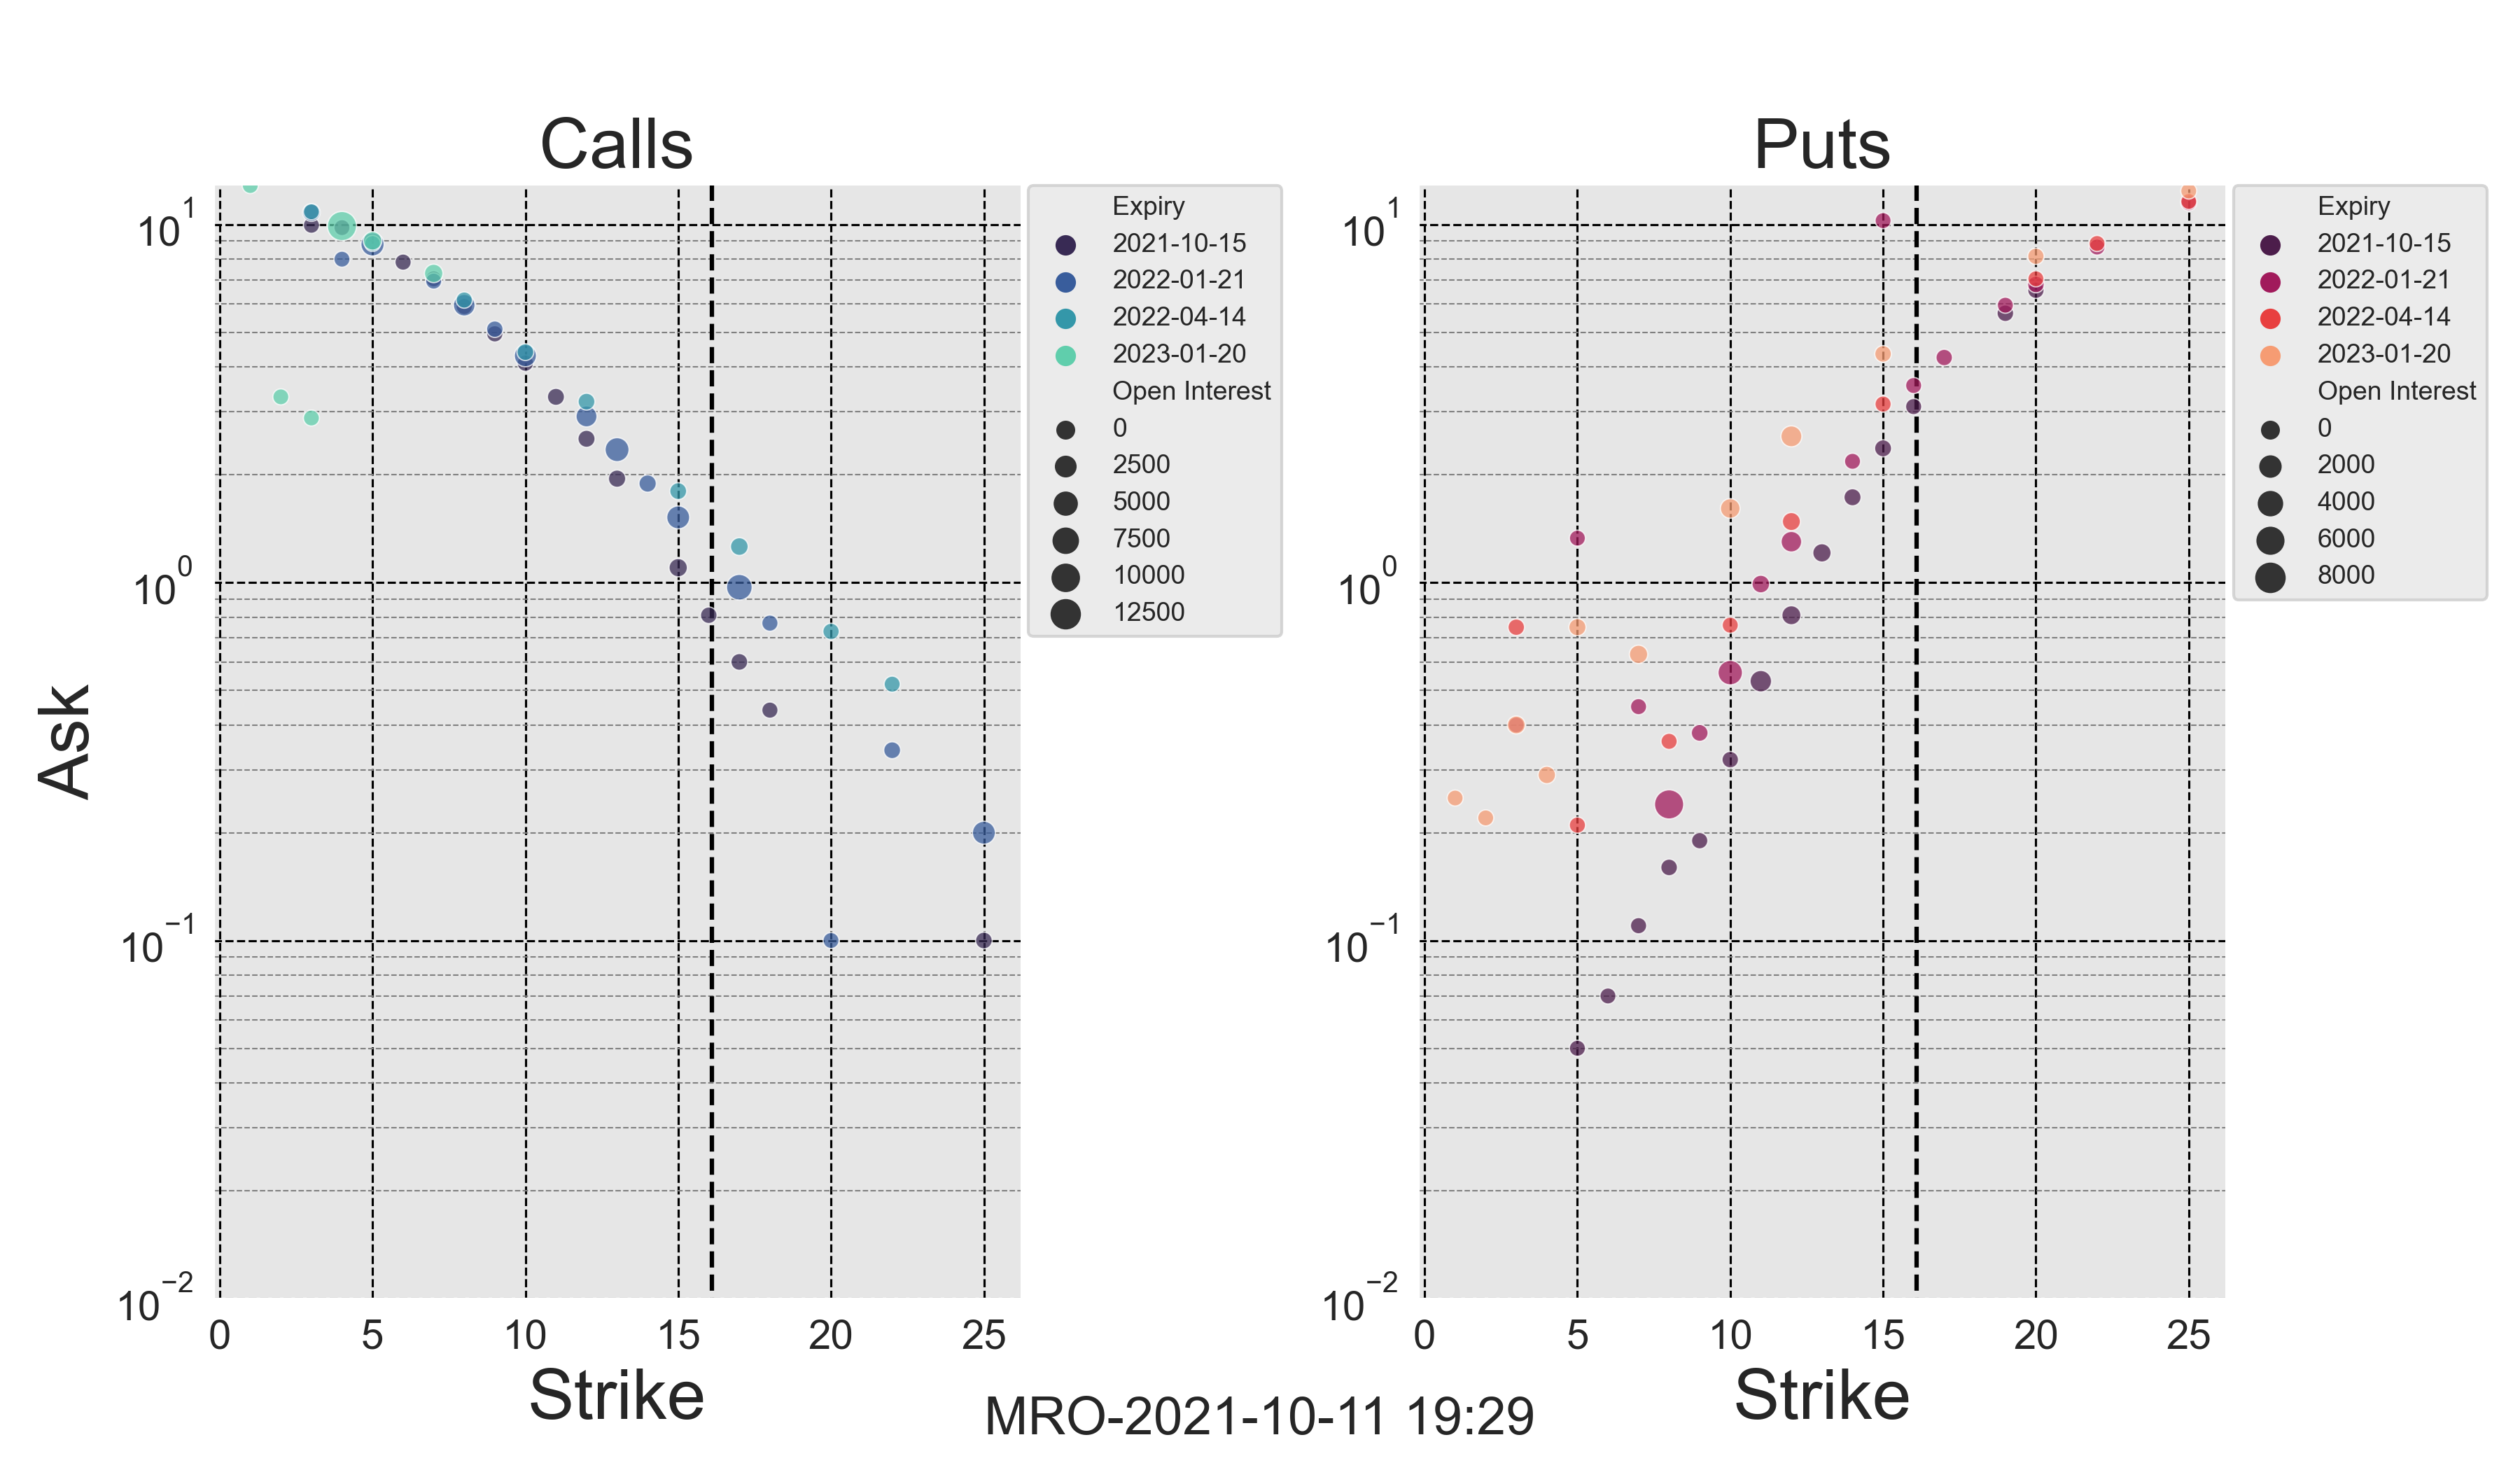 Calls
Ask
10^1
10^0
10^−1
10^−2
0 5 10 15 20 25
Strike
Expiry
2021-10-15
2022-01-21
2022-04-14
2023-01-20
Open Interest
0
2500
5000
7500
10000
12500
Puts
10^1
10^0
10^−1
10^−2
0 5 10 15 20 25
Strike
Expiry
2021-10-15
2022-01-21
2022-04-14
2023-01-20
Open Interest
0
2000
4000
6000
8000
MRO-2021-10-11 19:29